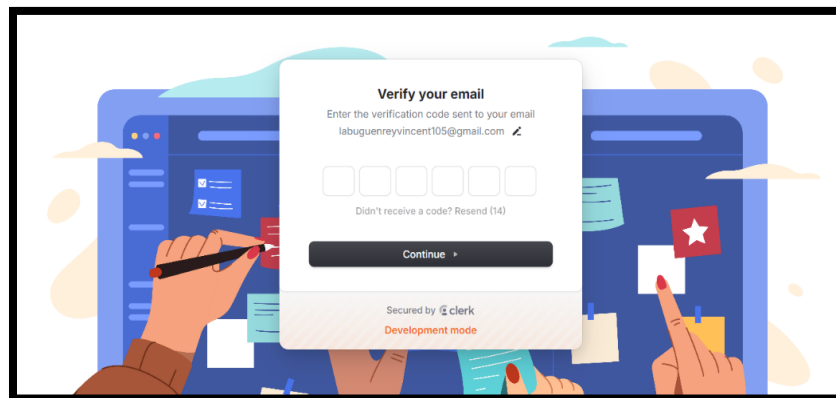 Verify your email
Enter the verification code sent to your email
labuguenreyvincent105@gmail.com
Didn't receive a code? Resend (14)
Continue
Secured by clerk
Development mode